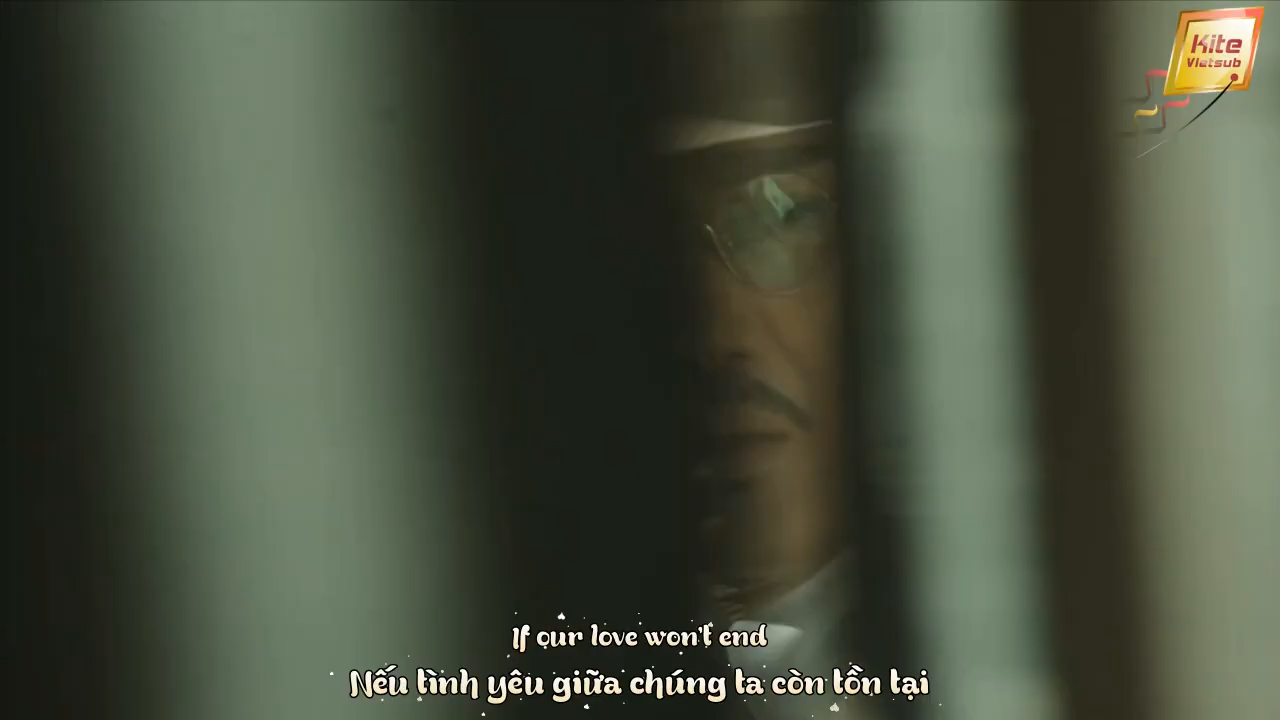 Kite
Vietsub
If our love won't end
Nếu tình yêu giữa chúng ta còn tồn tại